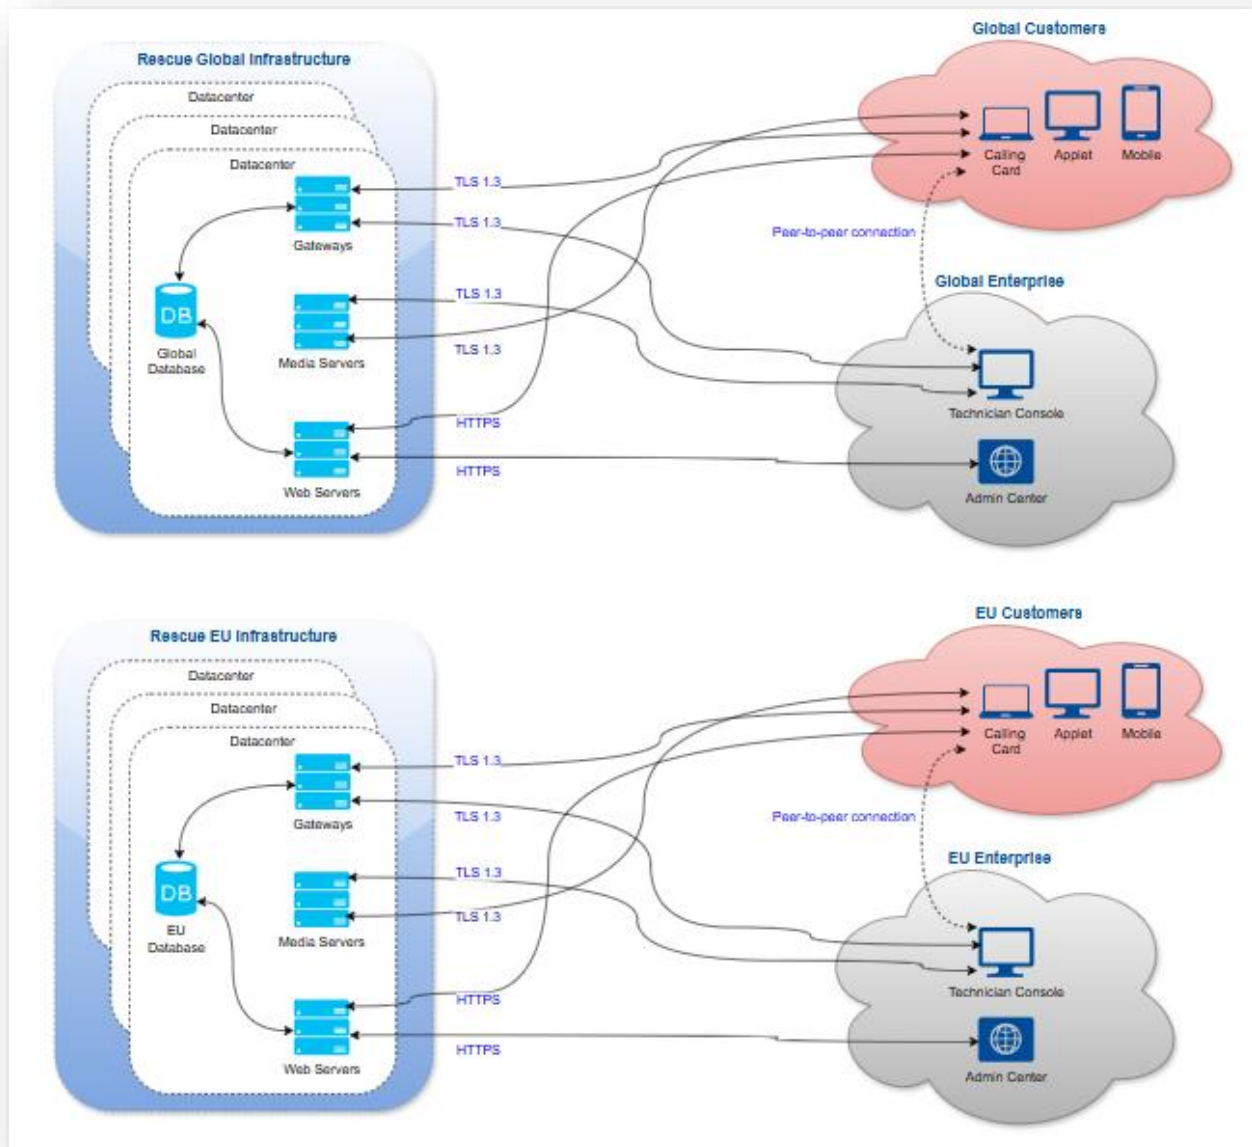 Global Customers
Rescue Global Infrastructure
Datacenter
Datacenter
Datacenter
TLS 1.3
Calling
Card
Applet
Mobile
TLS 1.3
Gateways
Peer-to-peer connection
Global Enterprise
TLS 1.3
DB
Global
Database
TLS 1.3
Media Servers
Technician Console
HTTPS
HTTPS
Web Servers
Admin Center
EU Customers
Rescue EU Infrastructure
Datacenter
Datacenter
Datacenter
Calling
Card
Applet
Mobile
TLS 1.3
TLS 1.3
Gateways
Peer-to-peer connection
EU Enterprise
TLS 1.3
DB
EU
Database
TLS 1.3
Media Servers
Technician Console
HTTPS
HTTPS
Web Servers
Admin Center